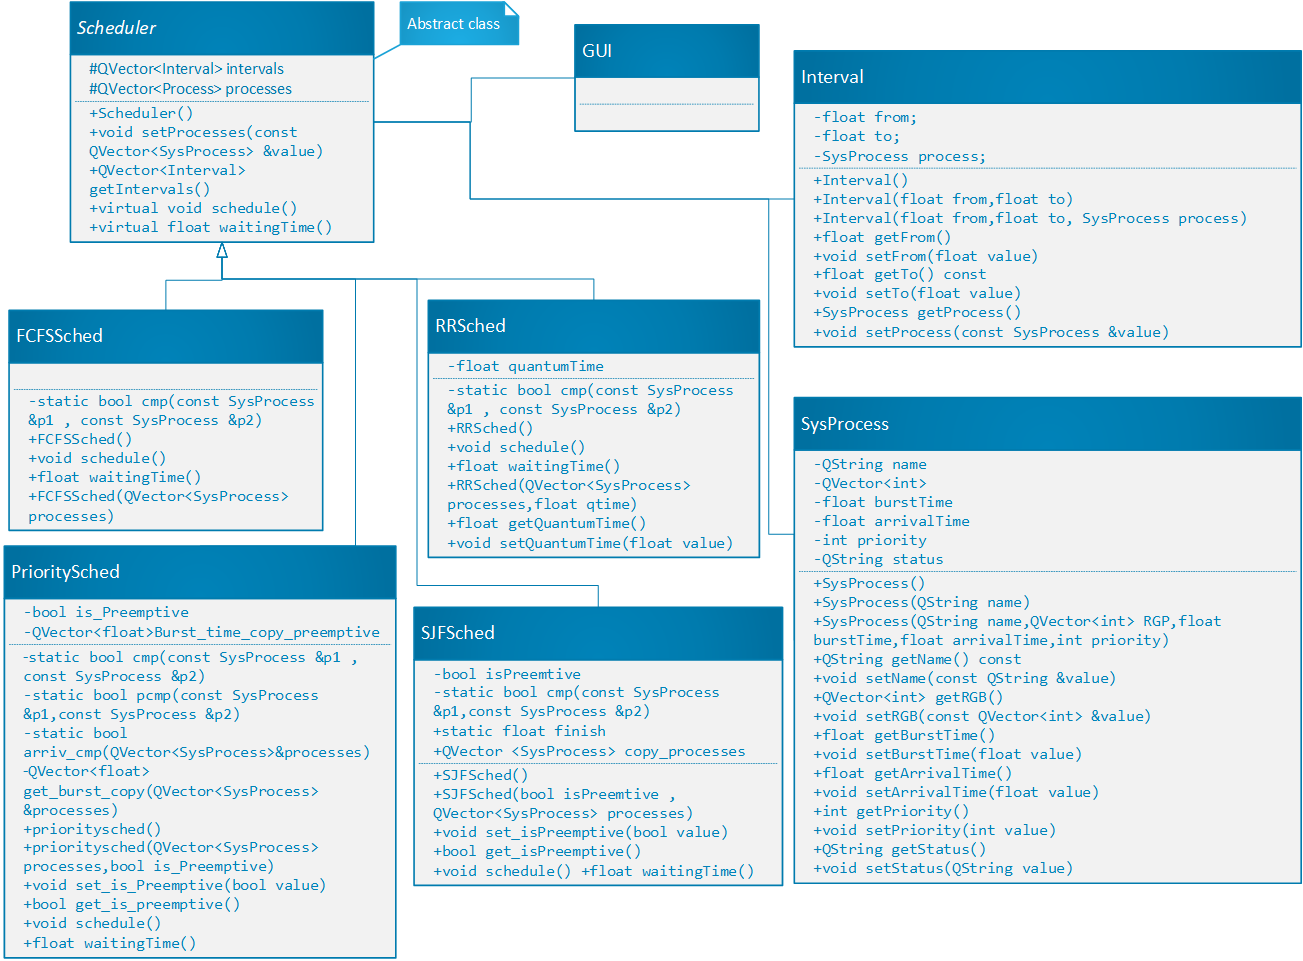 Scheduler
#QVector<Interval> intervals
#QVector<Process> processes
+Scheduler()
+void setProcesses(const
QVector<SysProcess> &value)
+QVector<Interval>
getIntervals()
+virtual void schedule()
+virtual float waitingTime()
Abstract class
GUI
Interval
-float from;
-float to;
-SysProcess process;
+Interval()
+Interval(float from,float to)
+Interval(float from,float to, SysProcess process)
+float getFrom()
+void setFrom(float value)
+float getTo() const
+void setTo(float value)
+SysProcess getProcess()
+void setProcess(const SysProcess &value)
FCFSSched
-static bool cmp(const SysProcess
&p1 , const SysProcess &p2)
+FCFSSched()
+void schedule()
+float waitingTime()
+FCFSSched(QVector<SysProcess>
processes)
RRSched
-float quantumTime
-static bool cmp(const SysProcess
&p1 , const SysProcess &p2)
+RRSched()
+void schedule()
+float waitingTime()
+RRSched(QVector<SysProcess>
processes,float qtime)
+float getQuantumTime()
+void setQuantumTime(float value)
SysProcess
-QString name
-QVector<int>
-float burstTime
-float arrivalTime
-int priority
-QString status
+SysProcess()
+SysProcess(QString name)
+SysProcess(QString name,QVector<int> RGP,float
burstTime,float arrivalTime,int priority)
+QString getName() const
+void setName(const QString &value)
+QVector<int> getRGB()
+void setRGB(const QVector<int> &value)
+float getBurstTime()
+void setBurstTime(float value)
+float getArrivalTime()
+void setArrivalTime(float value)
+int getPriority()
+void setPriority(int value)
+QString getStatus()
+void setStatus(QString value)
PrioritySched
-bool is_Preemptive
-QVector<float>Burst_time_copy_preemptive
-static bool cmp(const SysProcess &p1 ,
const SysProcess &p2)
-static bool pcmp(const SysProcess
&p1,const SysProcess &p2)
-static bool
arriv_cmp(QVector<SysProcess>&processes)
-QVector<float>
get_burst_copy(QVector<SysProcess>
&processes)
+prioritysched()
+prioritysched(QVector<SysProcess>
processes,bool is_Preemptive)
+void set_is_Preemptive(bool value)
+bool get_is_preemptive()
+void schedule()
+float waitingTime()
SJFSched
-bool isPreemtive
-static bool cmp(const SysProcess
&p1,const SysProcess &p2)
+static float finish
+QVector <SysProcess> copy_processes
+SJFSched()
+SJFSched(bool isPreemtive ,
QVector<SysProcess> processes)
+void set_isPreemptive(bool value)
+bool get_isPreemptive()
+void schedule() +float waitingTime()